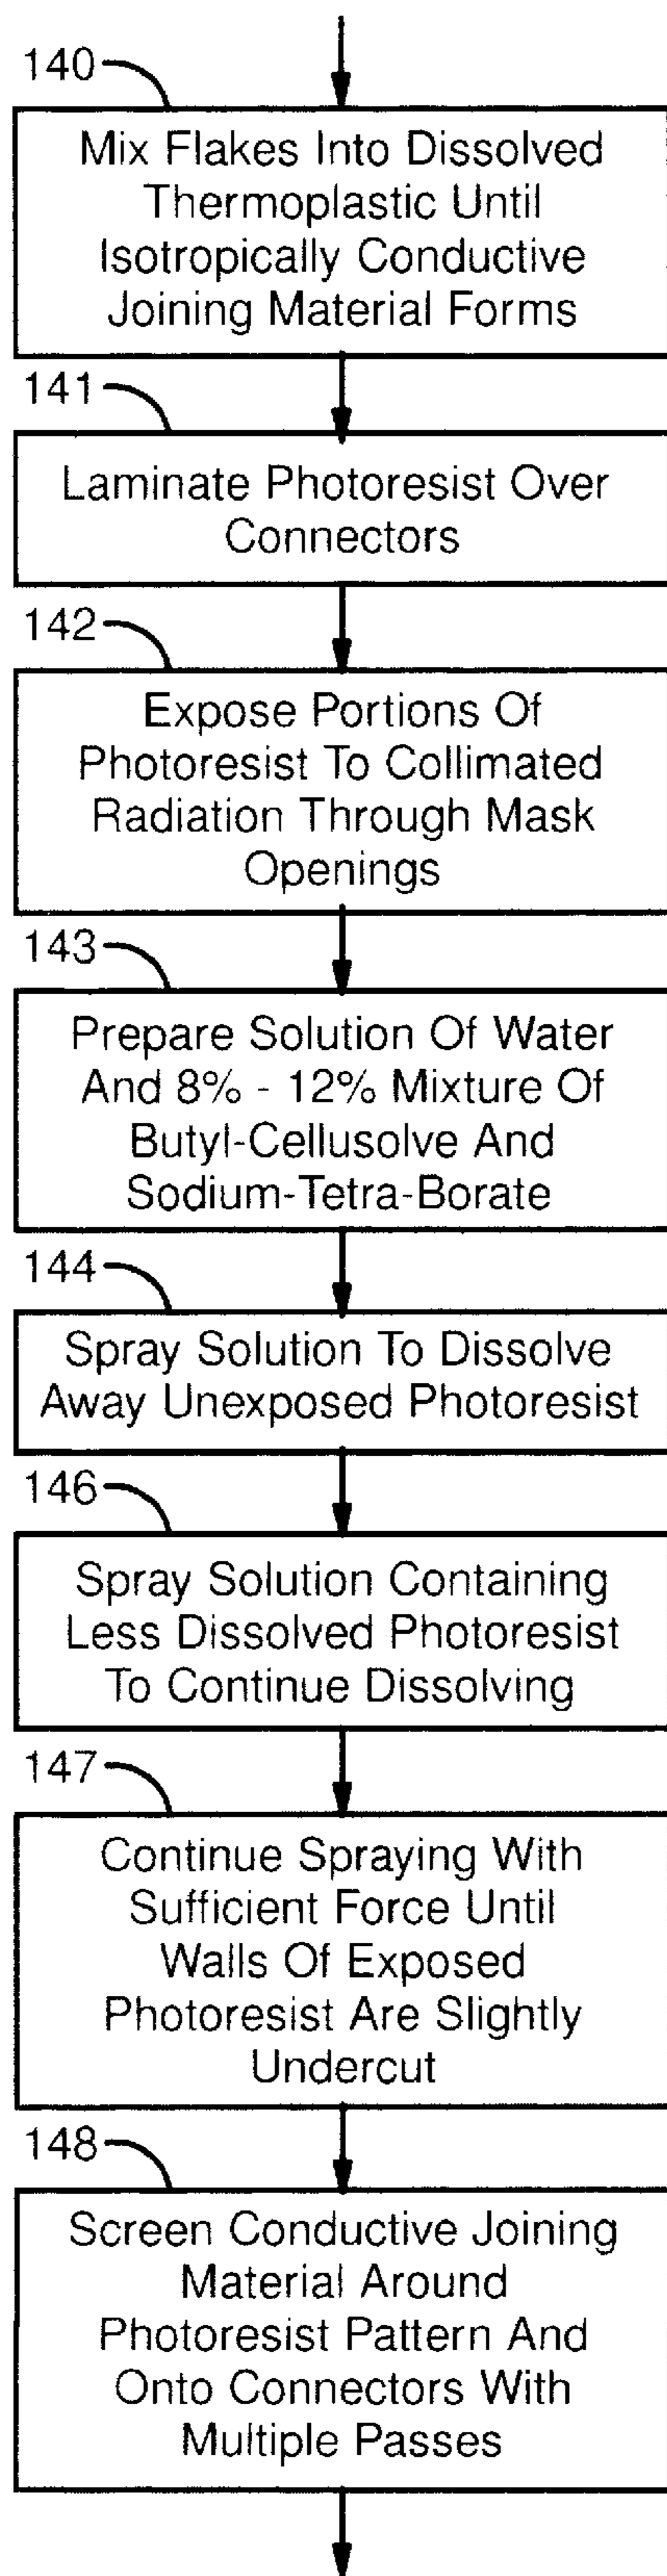 140
Mix Flakes Into Dissolved
Thermoplastic Until
Isotropically Conductive
Joining Material Forms
141
Laminate Photoresist Over
Connectors
142
Expose Portions Of
Photoresist To Collimated
Radiation Through Mask
Openings
143
Prepare Solution Of Water
And 8% - 12% Mixture Of
Butyl-Cellusolve And
Sodium-Tetra-Borate
144
Spray Solution To Dissolve
Away Unexposed Photoresist
146
Spray Solution Containing
Less Dissolved Photoresist
To Continue Dissolving
147
Continue Spraying With
Sufficient Force Until
Walls Of Exposed
Photoresist Are Slightly
Undercut
148
Screen Conductive Joining
Material Around
Photoresist Pattern And
Onto Connectors With
Multiple Passes